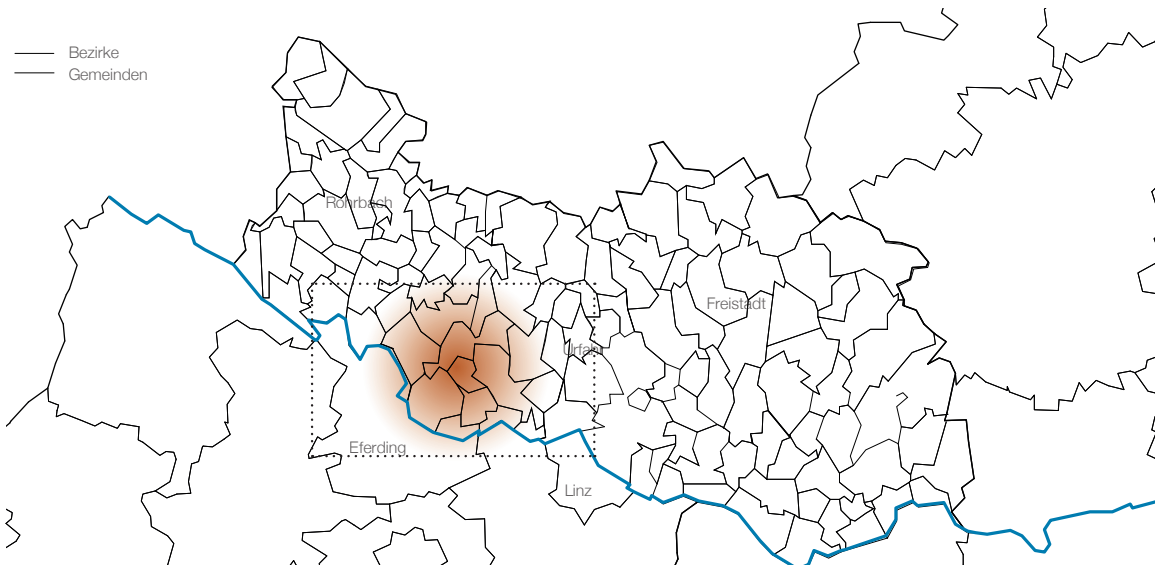 Bezirke
Gemeinden
Rohrbach
Freistadt
Urfahr
Eferding
Linz